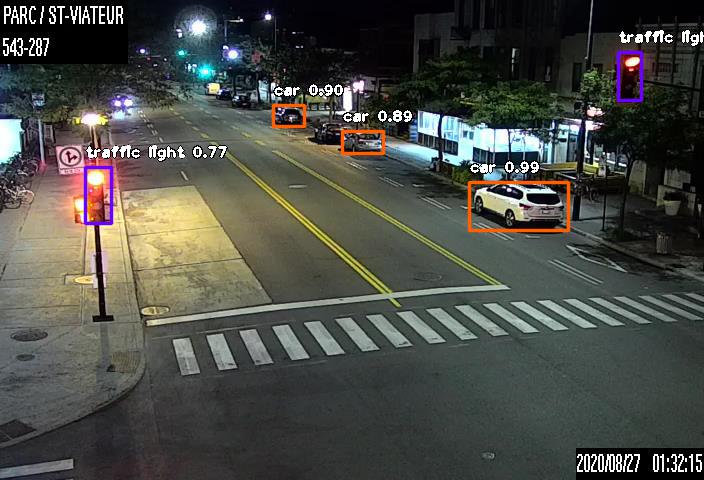 PARC / ST-VIATEUR
543-287
traffic ligh
car 0.90
car 0.89
traffic light 0.77
car 0.99
2020/08/27 01:32:15